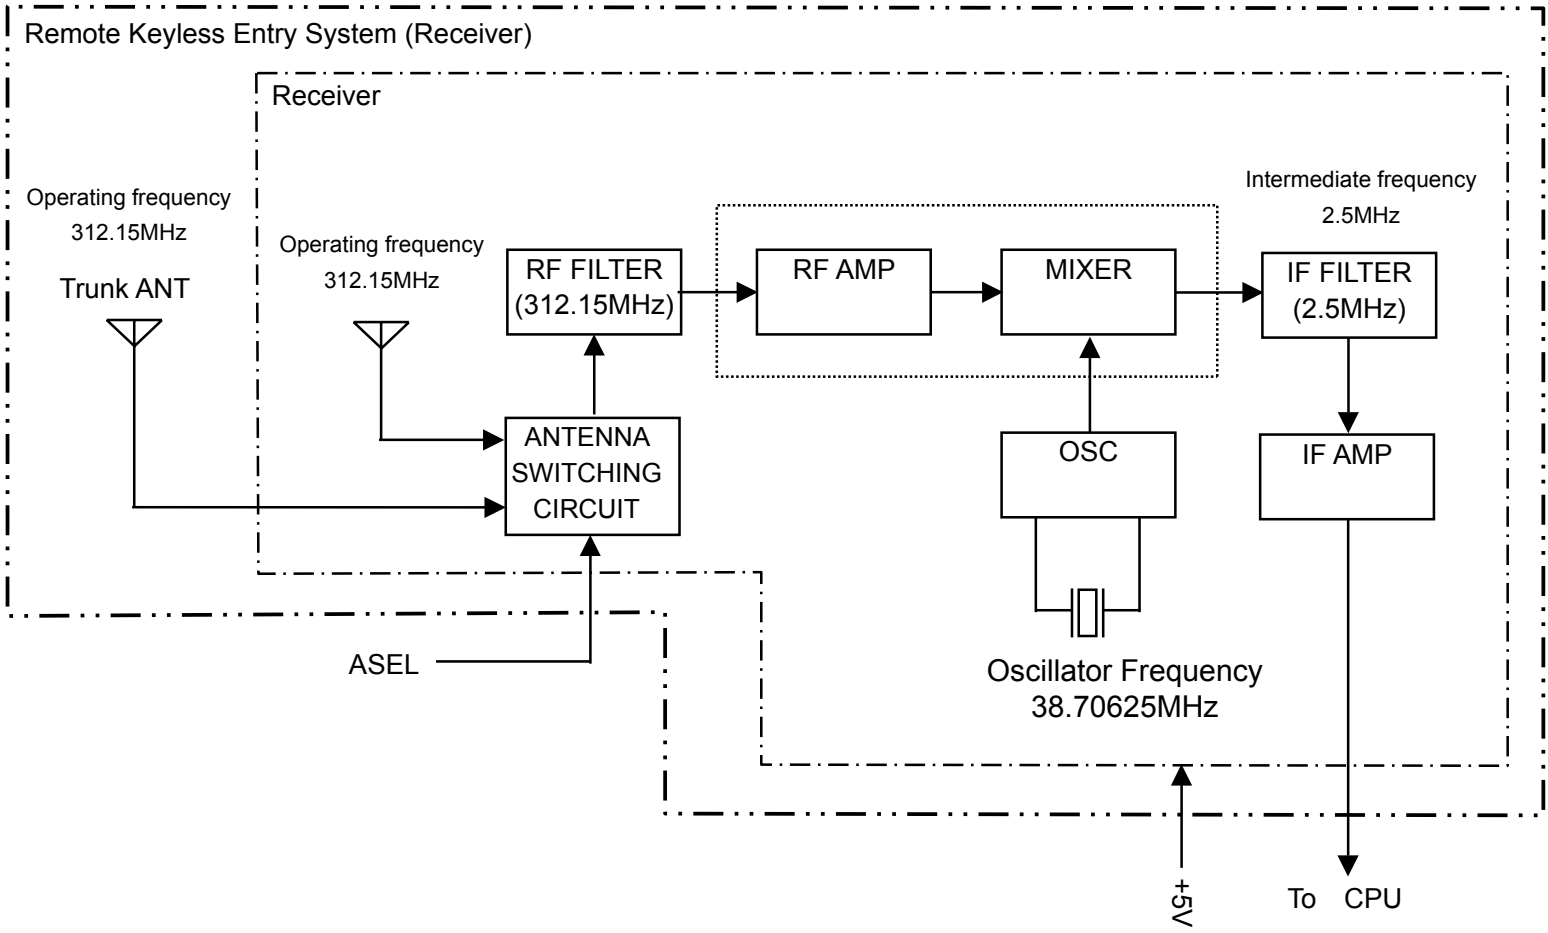 Remote Keyless Entry System (Receiver)
Receiver
Operating frequency
312.15MHz
Trunk ANT
Operating frequency
312.15MHz
RF FILTER
(312.15MHz)
RF AMP
MIXER
Intermediate frequency
2.5MHz
IF FILTER
(2.5MHz)
ANTENNA
SWITCHING
CIRCUIT
OSC
IF AMP
ASEL
Oscillator Frequency
38.70625MHz
+5V
To CPU